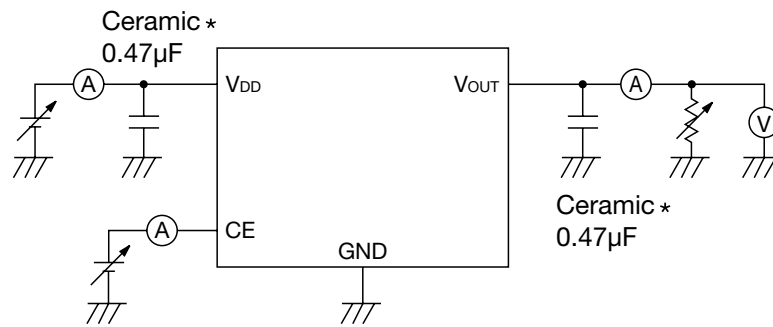 Ceramic *
0.47µF
A
VDD
VOUT
A
V
A
CE
GND
Ceramic *
0.47µF